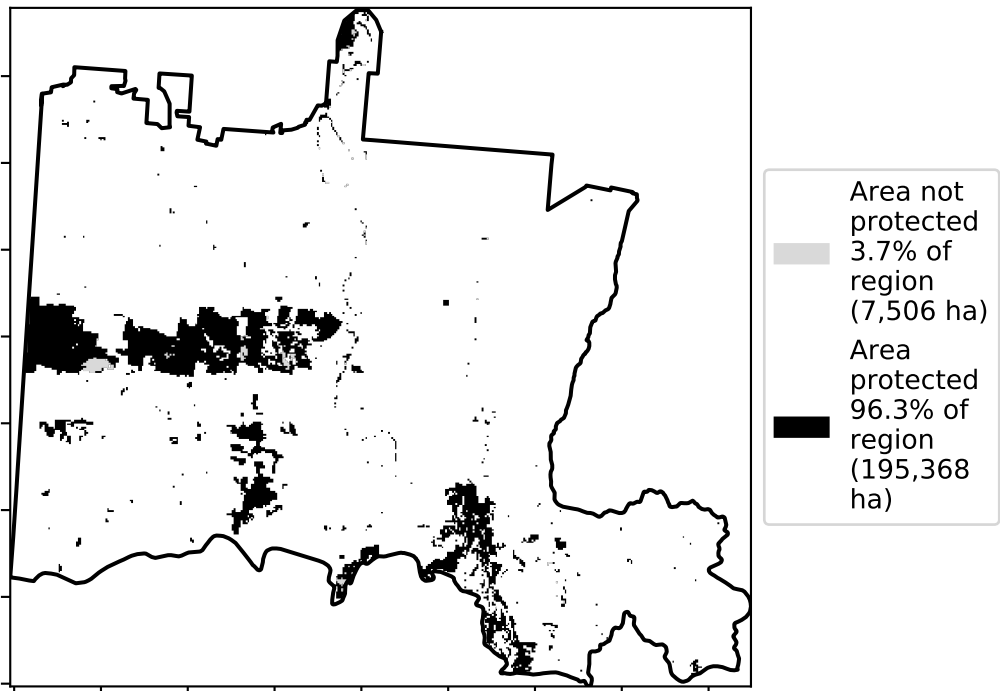 Area not
protected
3.7% of
region
(7,506 ha)
Area
protected
96.3% of
region
(195,368
ha)